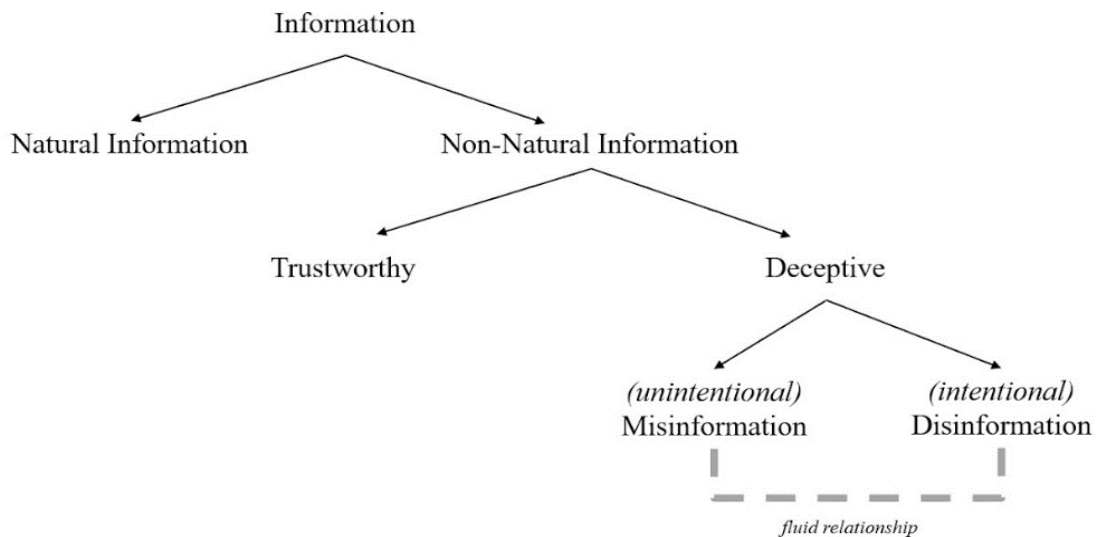 Information
Natural Information
Non-Natural Information
Trustworthy
Deceptive
(unintentional)
Misinformation
(intentional)
Disinformation
fluid relationship